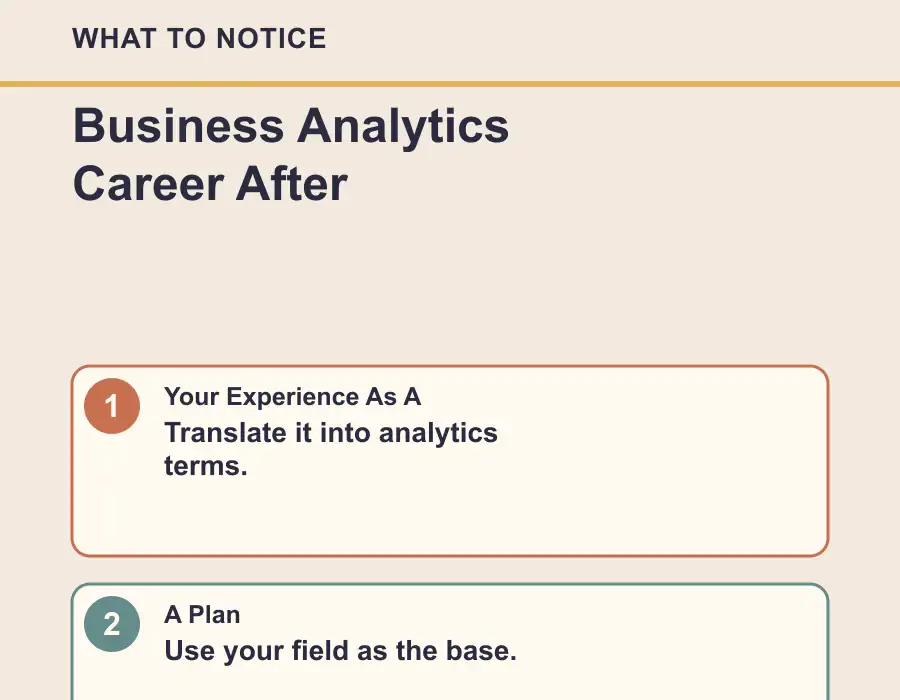 WHAT TO NOTICE
Business Analytics
Career After
1
Your Experience As A
Translate it into analytics
terms.
2
A Plan
Use your field as the base.